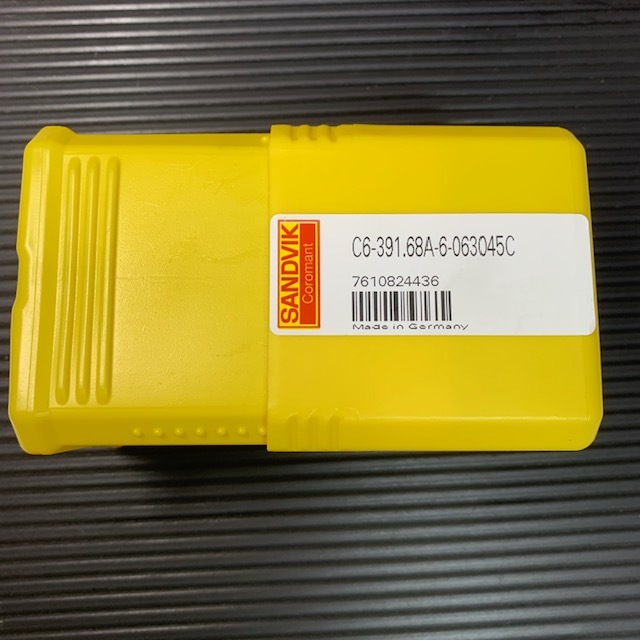 SANDVIK
Coromant
C6-391.68A-6-063045C
7610824436
Made in Germany